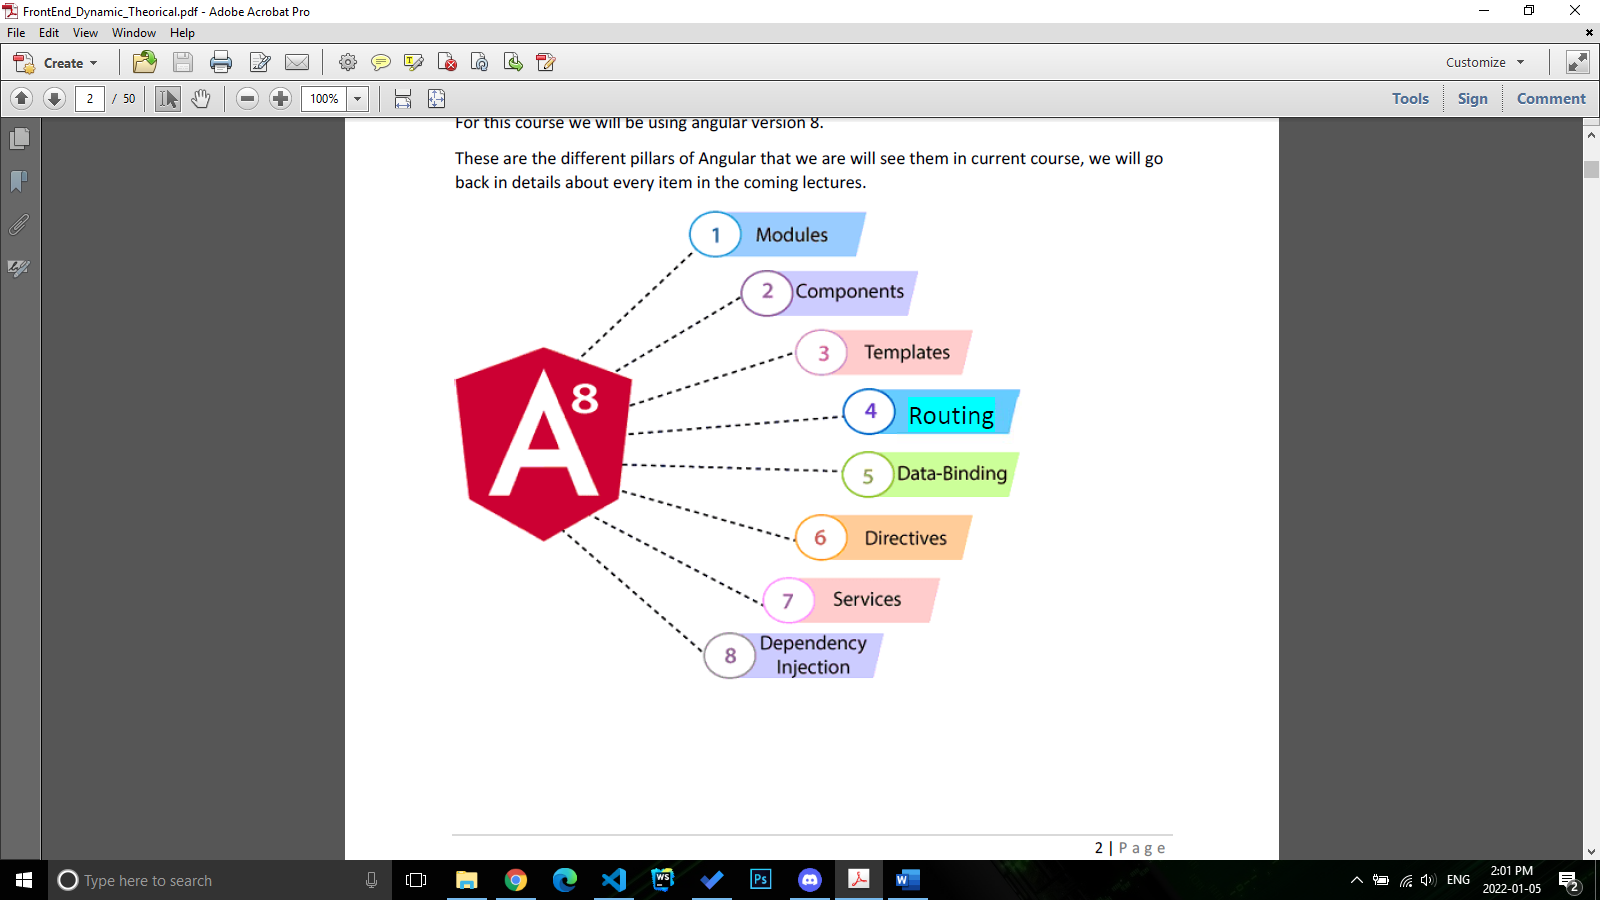 FrontEnd_Dynamic_Theorical.pdf - Adobe Acrobat Pro
File Edit View Window Help
Create
Customize
2 / 50
100%
Tools Sign Comment
For this course we will be using angular version 8.
These are the different pillars of Angular that we are will see them in current course, we will go
back in details about every item in the coming lectures.
1 Modules
2 Components
3 Templates
A8
4 Routing
5 Data-Binding
6 Directives
7 Services
8 Dependency
Injection
2 | Page
Type here to search
WS
Ps
ENG
2:01 PM
2022-01-05
2